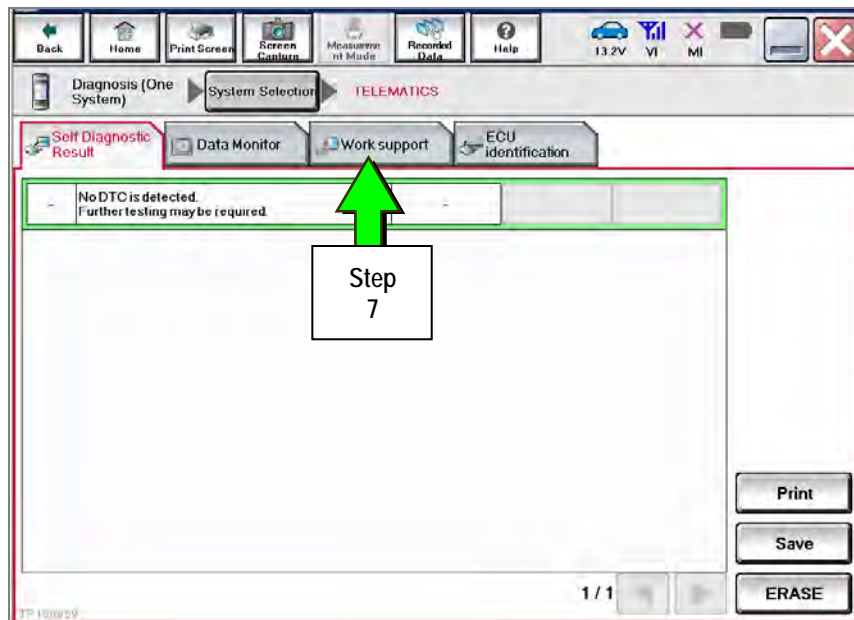 Back
Home
Print Screen
Screen
Capture
Measureme
nt Mode
Recorded
Data
Help
13.2V
VI
MI
Diagnosis (One
System)
System Selection
TELEMATICS
Self Diagnostic
Result
Data Monitor
Work support
ECU
identification
-
No DTC is detected.
Further testing may be required.
-
Step
7
Print
Save
1 / 1
ERASE